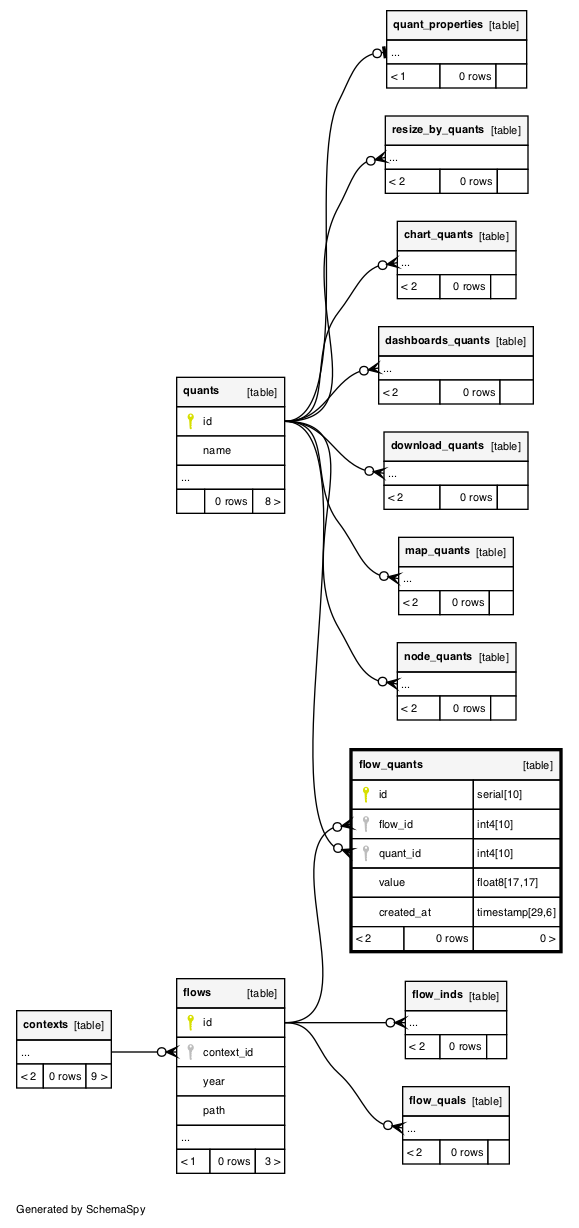 quant_properties [table]
...
< 1 0 rows
resize_by_quants [table]
...
< 2 0 rows
chart_quants [table]
...
< 2 0 rows
dashboards_quants [table]
...
< 2 0 rows
quants [table]
id
name
...
0 rows 8 >
download_quants [table]
...
< 2 0 rows
map_quants [table]
...
< 2 0 rows
node_quants [table]
...
< 2 0 rows
flow_quants [table]
id serial[10]
flow_id int4[10]
quant_id int4[10]
value float8[17,17]
created_at timestamp[29,6]
< 2 0 rows 0 >
flows [table]
id
context_id
year
path
...
< 1 0 rows 3 >
contexts [table]
...
< 2 0 rows 9 >
flow_inds [table]
...
< 2 0 rows
flow_quals [table]
...
< 2 0 rows
Generated by SchemaSpy